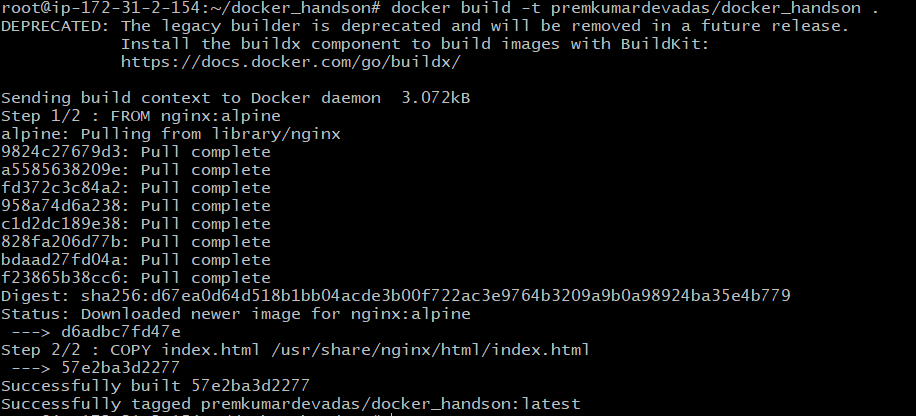 root@ip-172-31-2-154:~/docker_handson# docker build -t premkumardevadas/docker_handson .
DEPRECATED: The legacy builder is deprecated and will be removed in a future release.
            Install the buildx component to build images with BuildKit:
            https://docs.docker.com/go/buildx/

Sending build context to Docker daemon  3.072kB
Step 1/2 : FROM nginx:alpine
alpine: Pulling from library/nginx
9824c27679d3: Pull complete
a5585638209e: Pull complete
fd372c3c84a2: Pull complete
958a74d6a238: Pull complete
c1d2dc189e38: Pull complete
828fa206d77b: Pull complete
bdaad27fd04a: Pull complete
f23865b38cc6: Pull complete
Digest: sha256:d67ea0d64d518b1bb04acde3b00f722ac3e9764b3209a9b0a98924ba35e4b779
Status: Downloaded newer image for nginx:alpine
 ---> d6adbc7fd47e
Step 2/2 : COPY index.html /usr/share/nginx/html/index.html
 ---> 57e2ba3d2277
Successfully built 57e2ba3d2277
Successfully tagged premkumardevadas/docker_handson:latest